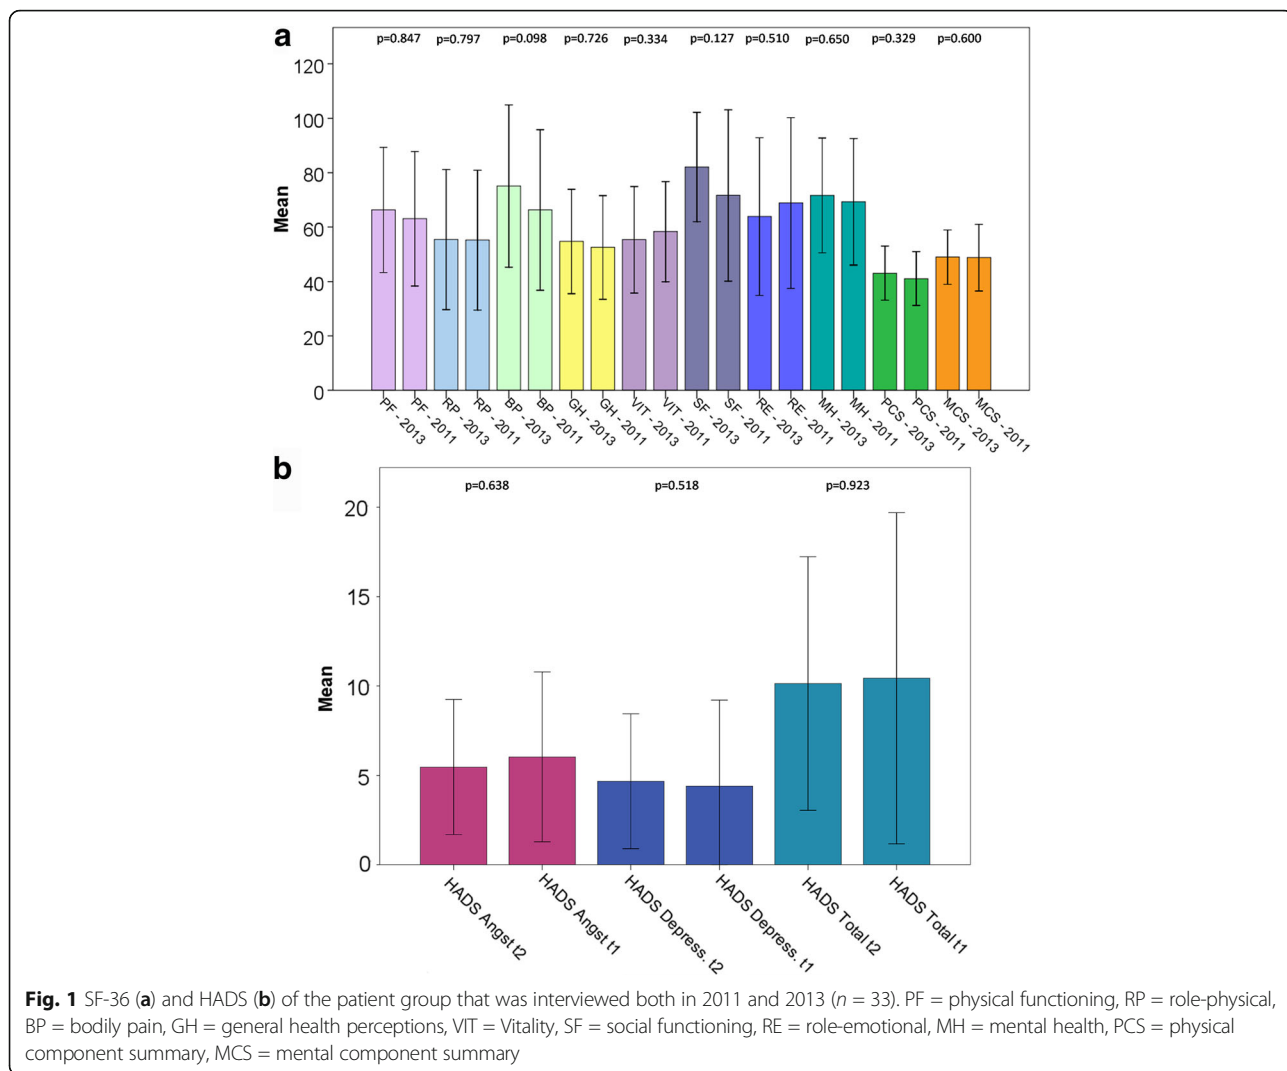 a
p=0.847 p=0.797 p=0.098 p=0.726 p=0.334 p=0.127 p=0.510 p=0.650 p=0.329 p=0.600
120
100
80
60
40
20
0
Mean
PF - 2013 PF - 2011 RP - 2013 RP - 2011 BP - 2013 BP - 2011 GH - 2013 GH - 2011 VIT - 2013 VIT - 2011 SF - 2013 SF - 2011 RE - 2013 RE - 2011 MH - 2013 MH - 2011 PCS - 2013 PCS - 2011 MCS - 2013 MCS - 2011
b
p=0.638 p=0.518 p=0.923
20
15
10
5
0
Mean
HADS Angst t2 HADS Angst t1 HADS Depress. t2 HADS Depress. t1 HADS Total t2 HADS Total t1
Fig. 1 SF-36 (a) and HADS (b) of the patient group that was interviewed both in 2011 and 2013 (n = 33). PF = physical functioning, RP = role-physical,
BP = bodily pain, GH = general health perceptions, VIT = Vitality, SF = social functioning, RE = role-emotional, MH = mental health, PCS = physical
component summary, MCS = mental component summary